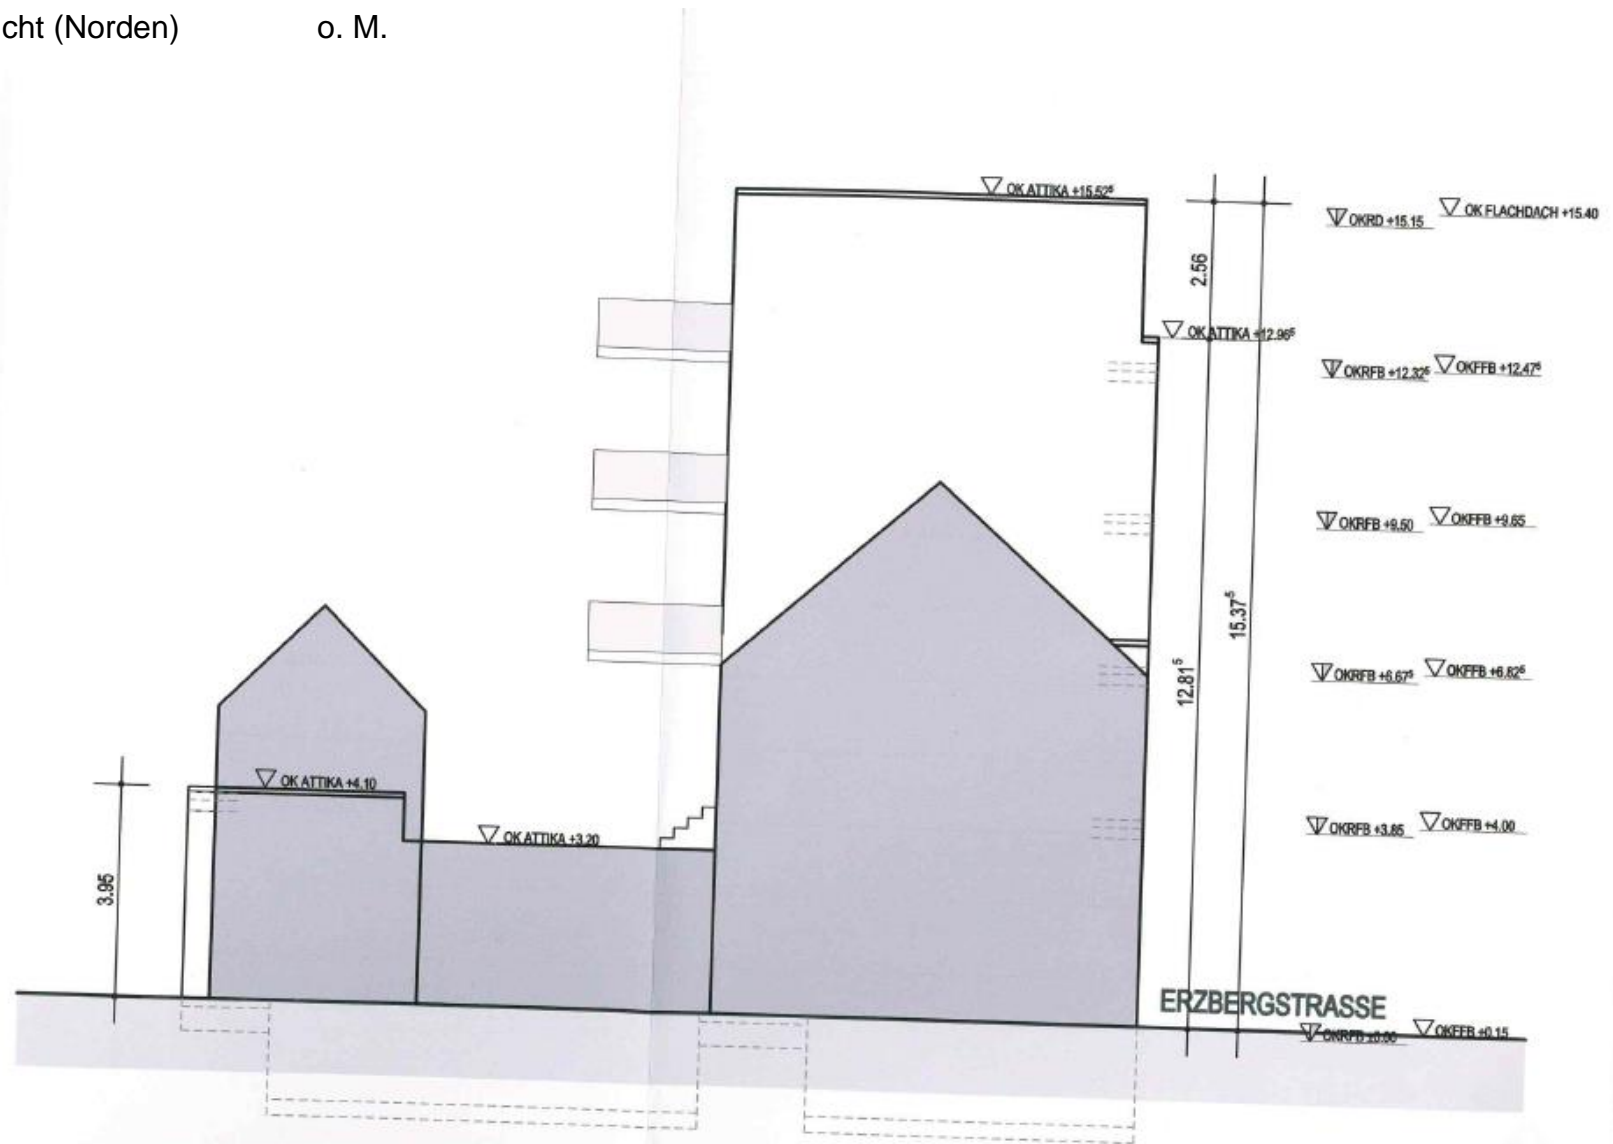 cht (Norden) o. M.
OK ATTIKA +15.52⁵
OKRD +15.15
OK FLACHDACH +15.40
2.56
OK ATTIKA +12.96⁵
OKRFB +12.32⁵
OKFFB +12.47⁵
OKRFB +9.50
OKFFB +9.65
15.37⁵
12.81⁵
OKRFB +6.67⁵
OKFFB +6.82⁵
OK ATTIKA +4.10
OK ATTIKA +3.20
OKRFB +3.85
OKFFB +4.00
3.95
ERZBERGSTRASSE
OKRFB ±0.00
OKFFB +0.15